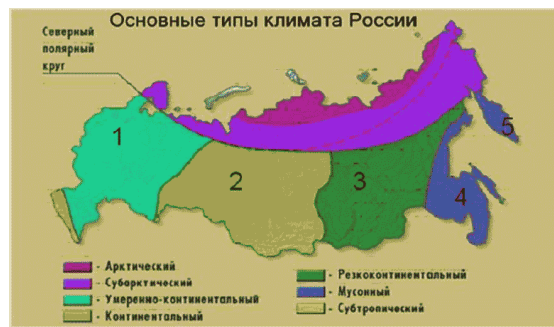 Основные типы климата России
Северный
полярный
круг
1
2
3
4
5
- Арктический
- Субарктический
- Умеренно-континентальный
- Континентальный
- Резкоконтинентальный
- Муссонный
- Субтропический